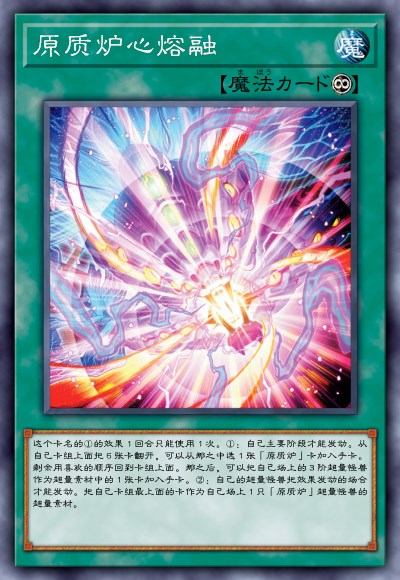 原质炉心熔融
魔
【魔法カード∞】
まほう
这个卡名的①的效果1回合只能使用1次。①:自己主要阶段才能发动。从
自己卡组上面把6张卡翻开,可以从那之中选1张「原质炉」卡加入手卡。
剩余用喜欢的顺序回到卡组上面。那之后,可以把自己场上的3阶超量怪兽
作为超量素材中的1张卡加入手卡。②:自己的超量怪兽把效果发动的场合
才能发动。把自己卡组最上面的卡作为自己场上1只「原质炉」超量怪兽的
超量素材。